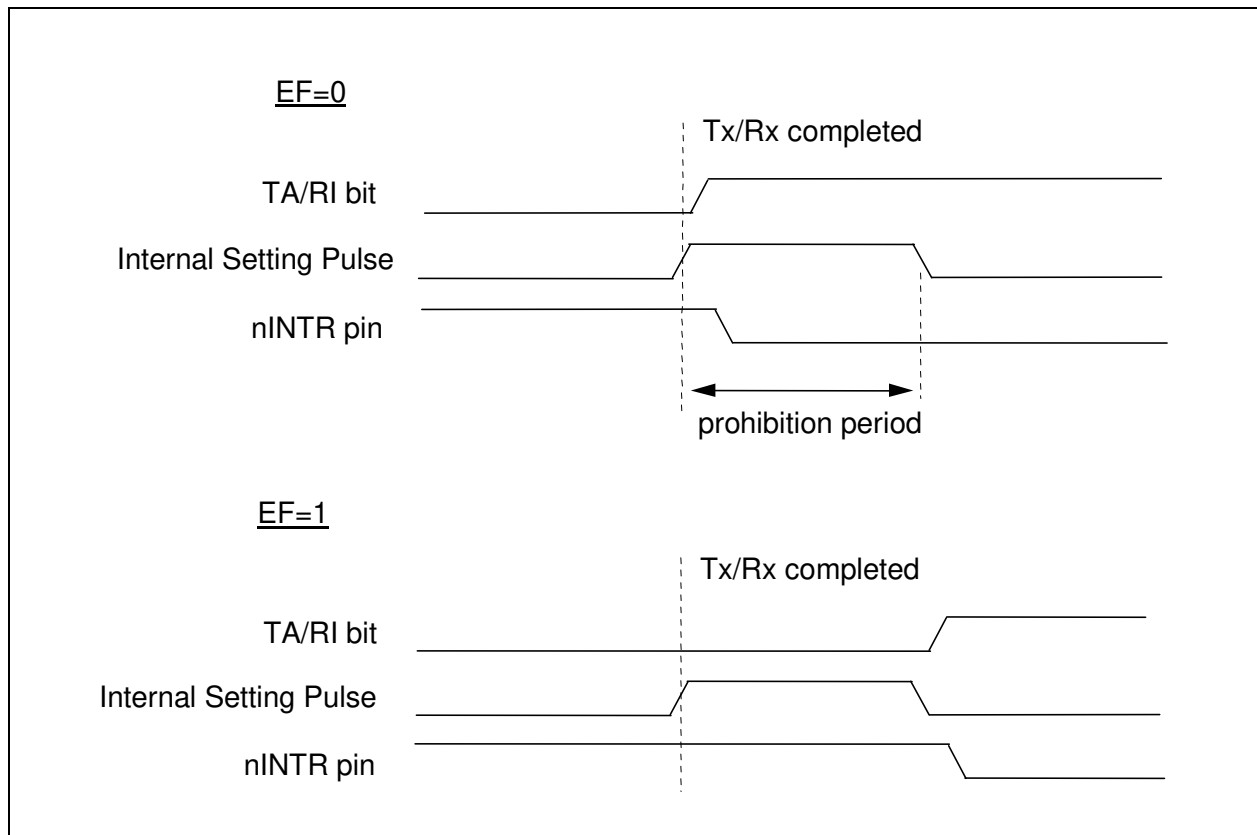 EF=0
Tx/Rx completed
TA/RI bit
Internal Setting Pulse
nINTR pin
prohibition period
EF=1
Tx/Rx completed
TA/RI bit
Internal Setting Pulse
nINTR pin